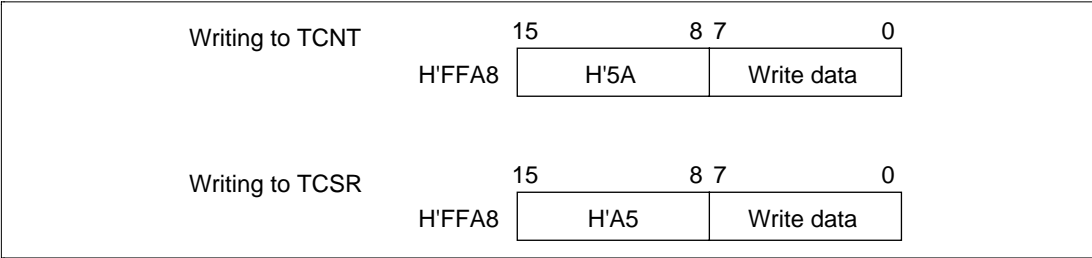 Writing to TCNT
15 8 7 0
H'FFA8 H'5A Write data
Writing to TCSR
15 8 7 0
H'FFA8 H'A5 Write data